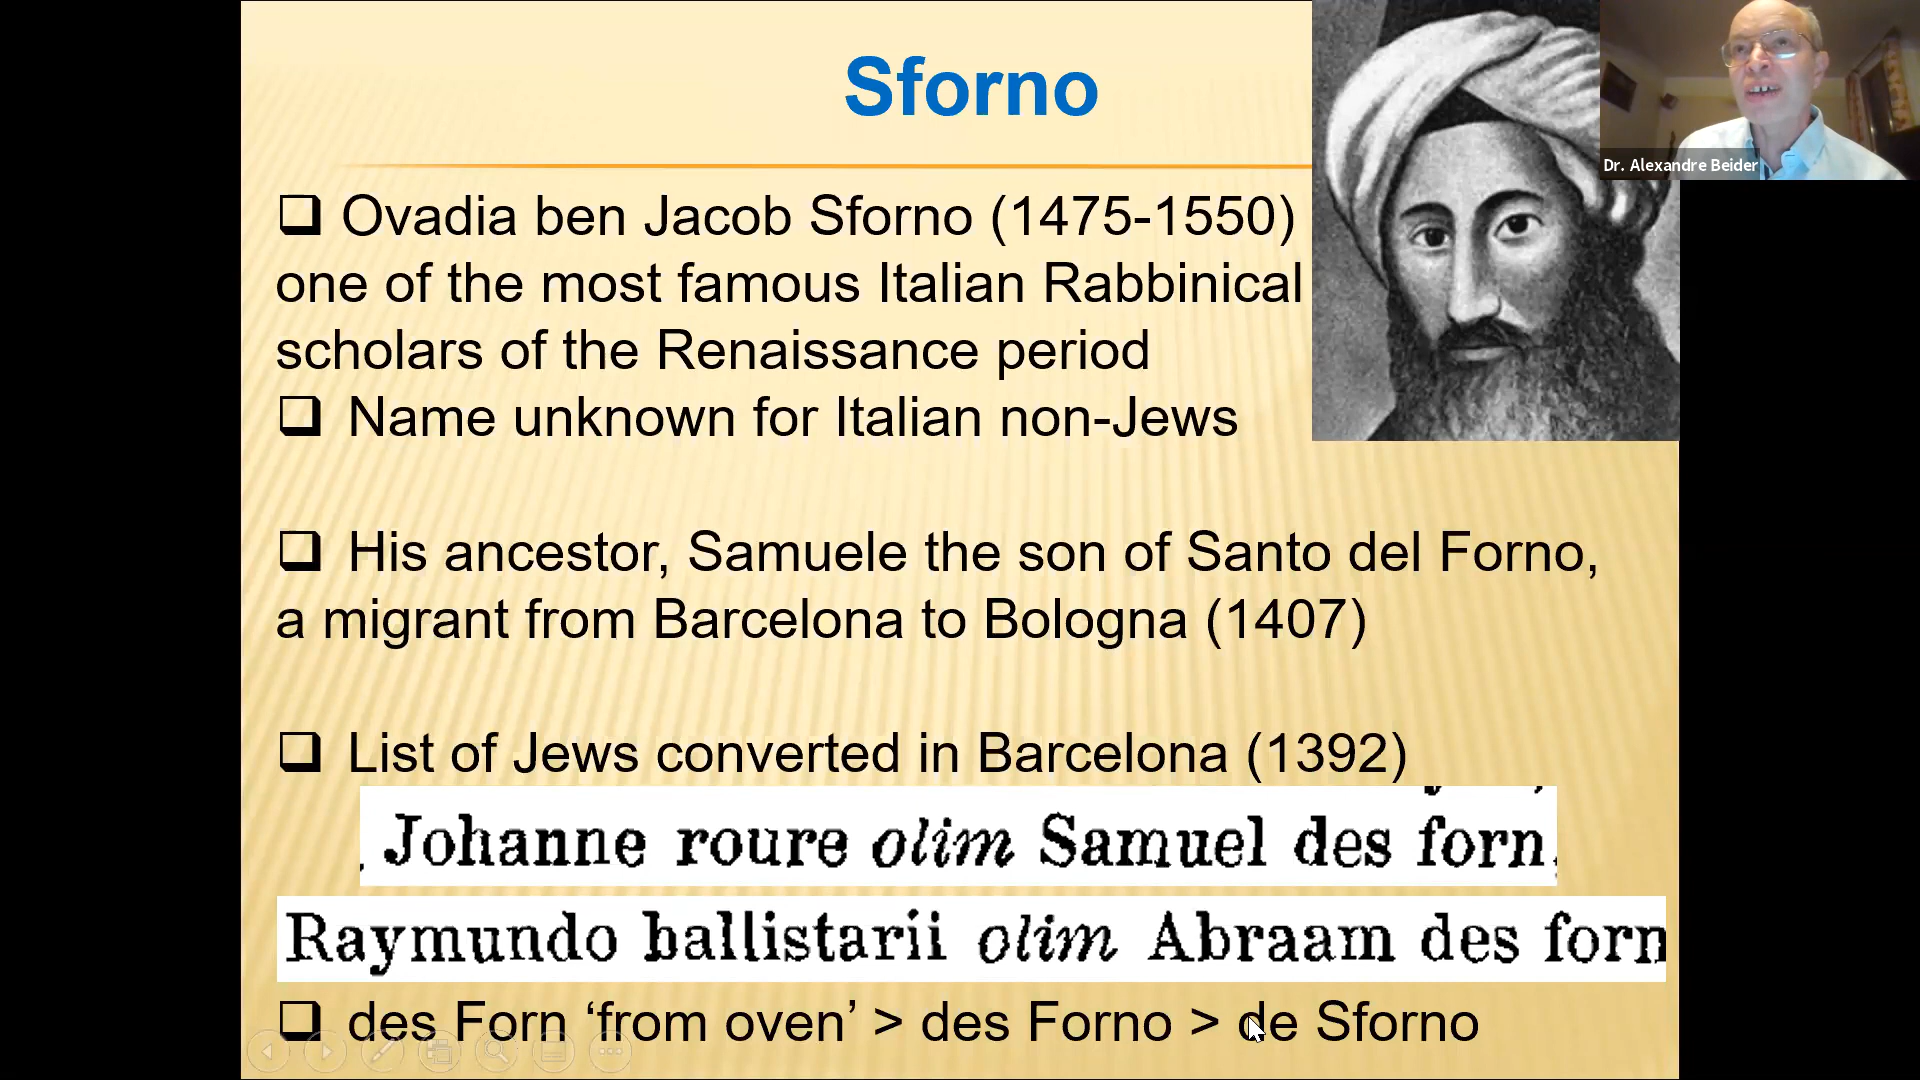 Sforno
Dr. Alexandre Beider
❑ Ovadia ben Jacob Sforno (1475-1550)
one of the most famous Italian Rabbinical
scholars of the Renaissance period
❑ Name unknown for Italian non-Jews
❑ His ancestor, Samuele the son of Santo del Forno,
a migrant from Barcelona to Bologna (1407)
❑ List of Jews converted in Barcelona (1392)
Johanne roure olim Samuel des forn
Raymundo ballistarii olim Abraam des forn
❑ des Forn ‘from oven’ > des Forno > de Sforno